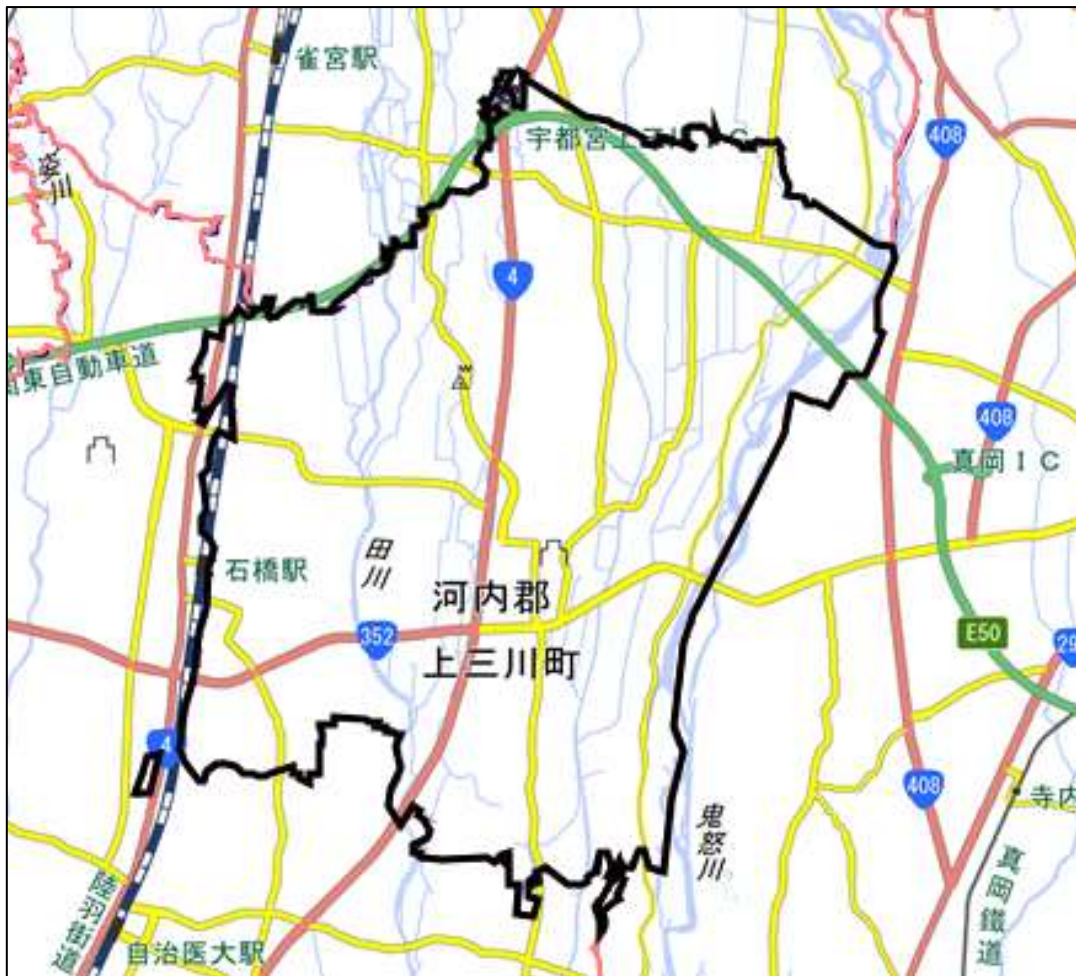 雀宮駅
姿川
宇都宮上三川IC
408
4
関東自動車道
408
真岡IC
田川
石橋駅
河内郡
352
E50
上三川町
29
4
408
鬼怒川
寺内
真岡鐵道
陸羽街道
自治医大駅